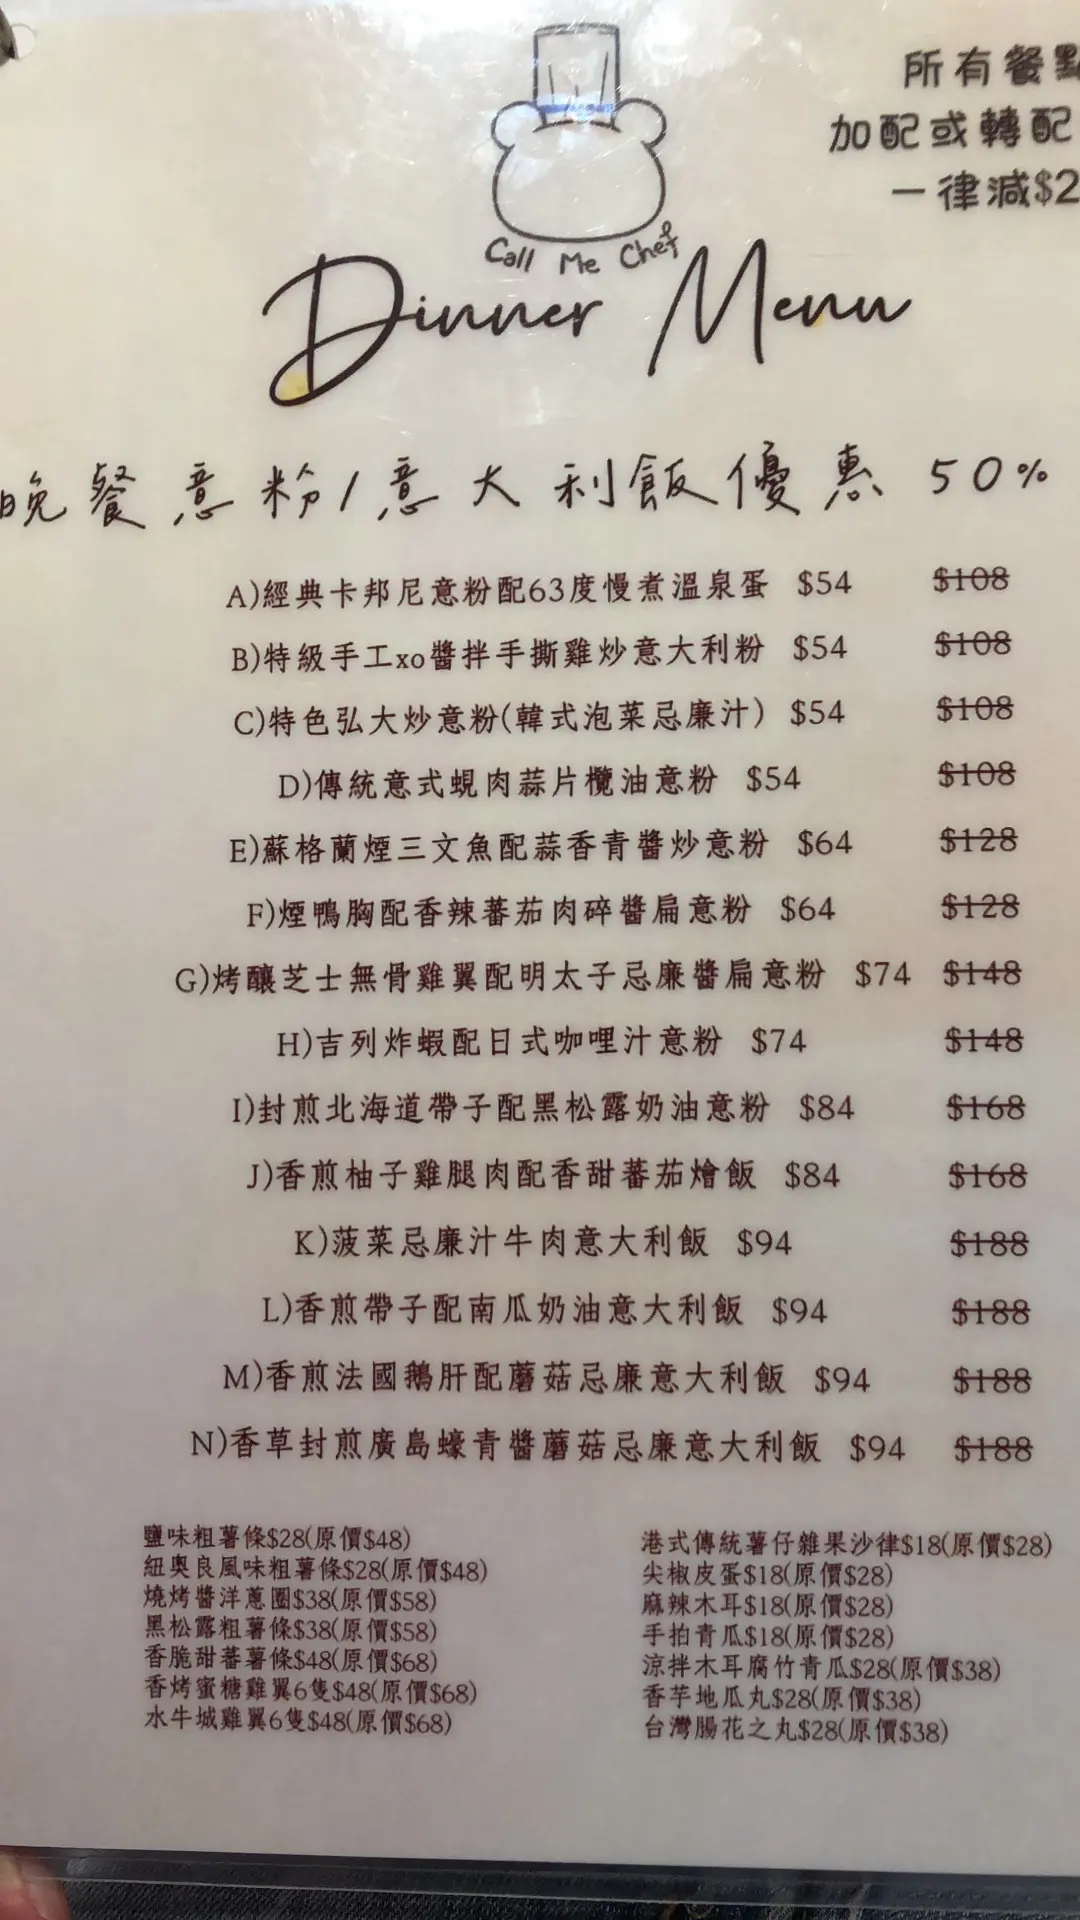 所有餐點
加配或轉配
一律減$2
Call Me Chef
Dinner Menu
晚餐意粉/意大利飯優惠 50%
A)經典卡邦尼意粉配63度慢煮溫泉蛋 $54 $108
B)特級手工xo醬拌手撕雞炒意大利粉 $54 $108
C)特色弘大炒意粉(韓式泡菜忌廉汁) $54 $108
D)傳統意式蜆肉蒜片欖油意粉 $54 $108
E)蘇格蘭煙三文魚配蒜香青醬炒意粉 $64 $128
F)煙鴨胸配香辣蕃茄肉碎醬扁意粉 $64 $128
G)烤釀芝士無骨雞翼配明太子忌廉醬扁意粉 $74 $148
H)吉列炸蝦配日式咖哩汁意粉 $74 $148
I)封煎北海道帶子配黑松露奶油意粉 $84 $168
J)香煎柚子雞腿肉配香甜蕃茄燴飯 $84 $168
K)菠菜忌廉汁牛肉意大利飯 $94 $188
L)香煎帶子配南瓜奶油意大利飯 $94 $188
M)香煎法國鵝肝配蘑菇忌廉意大利飯 $94 $188
N)香草封煎廣島蠔青醬蘑菇忌廉意大利飯 $94 $188
鹽味粗薯條$28(原價$48)
紐奧良風味粗薯條$28(原價$48)
燒烤醬洋蔥圈$38(原價$58)
黑松露粗薯條$38(原價$58)
香脆甜蕃薯條$48(原價$68)
香烤蜜糖雞翼6隻$48(原價$68)
水牛城雞翼6隻$48(原價$68)
港式傳統薯仔雜果沙律$18(原價$28)
尖椒皮蛋$18(原價$28)
麻辣木耳$18(原價$28)
手拍青瓜$18(原價$28)
涼拌木耳腐竹青瓜$28(原價$38)
香芋地瓜丸$28(原價$38)
台灣腸花之丸$28(原價$38)